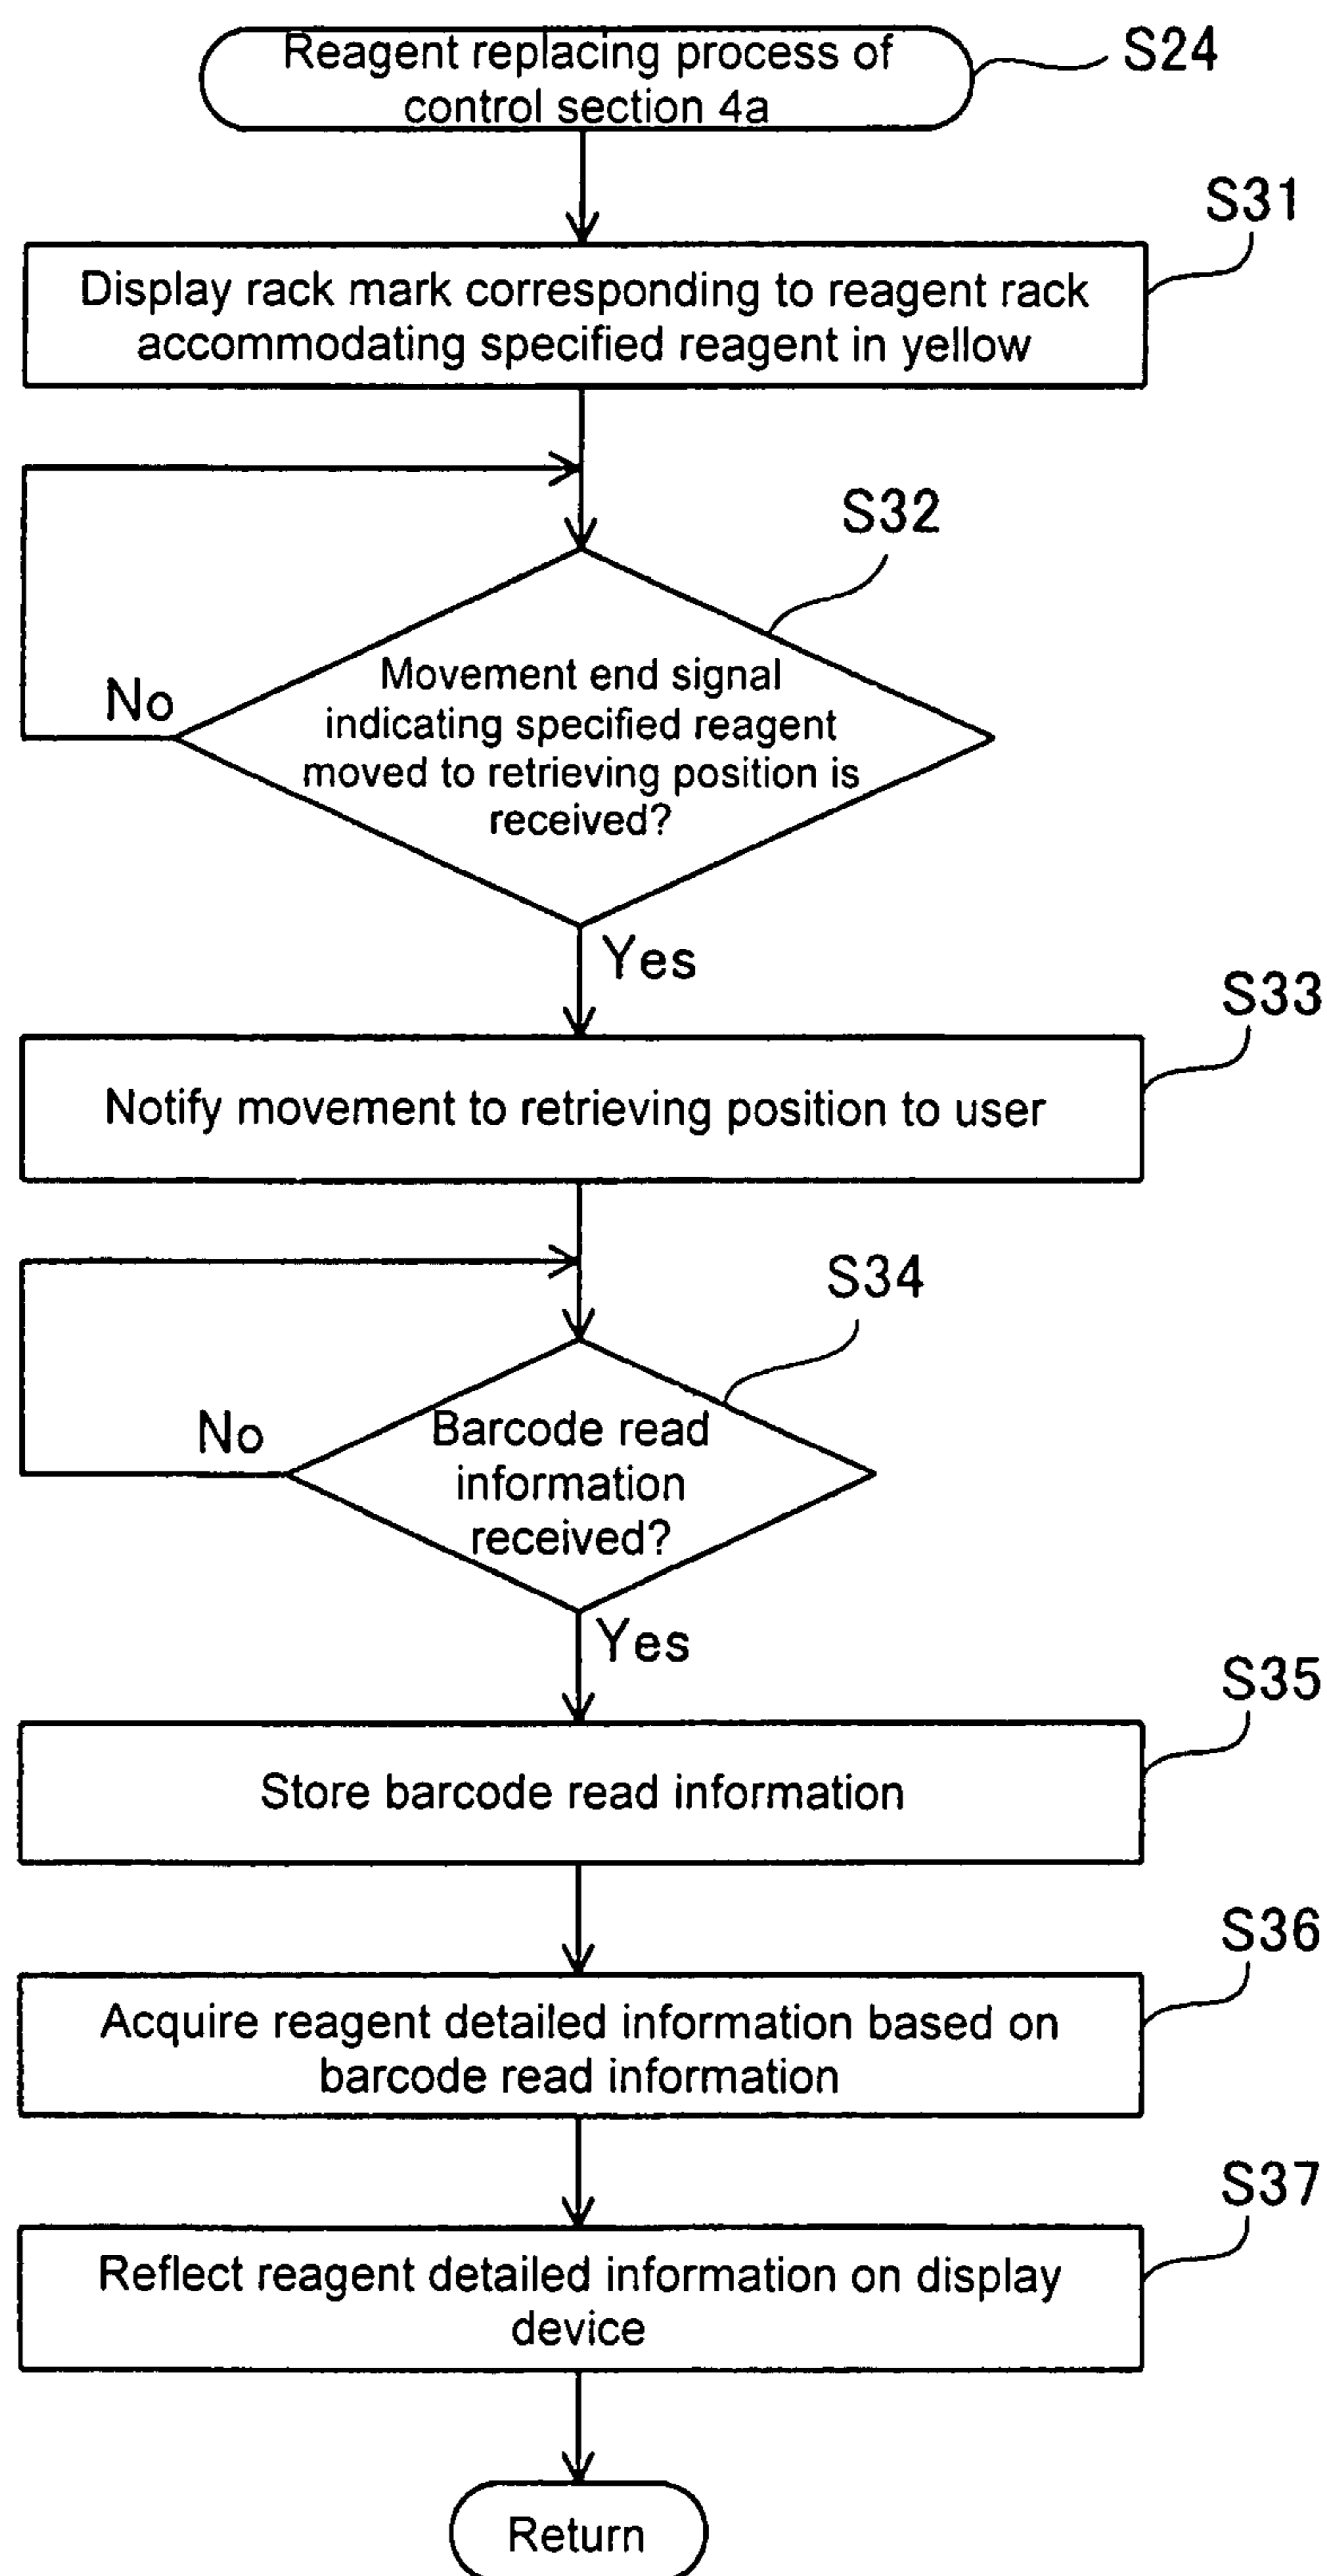 Reagent replacing process of
control section 4a
S24
S31
Display rack mark corresponding to reagent rack
accommodating specified reagent in yellow
S32
Movement end signal
indicating specified reagent
moved to retrieving position is
received?
No
Yes
S33
Notify movement to retrieving position to user
S34
Barcode read
information
received?
No
Yes
S35
Store barcode read information
S36
Acquire reagent detailed information based on
barcode read information
S37
Reflect reagent detailed information on display
device
Return